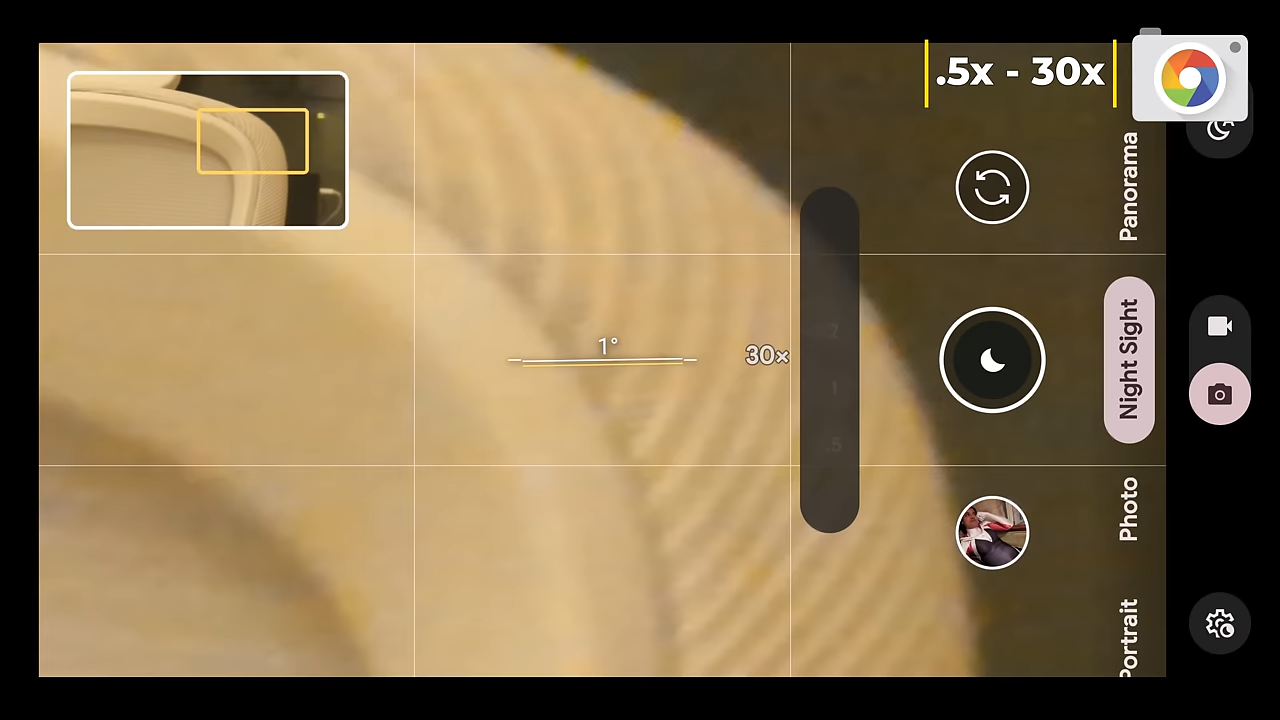 .5x - 30x
1°
30×
2
1
.5
Panorama
Night Sight
Photo
Portrait